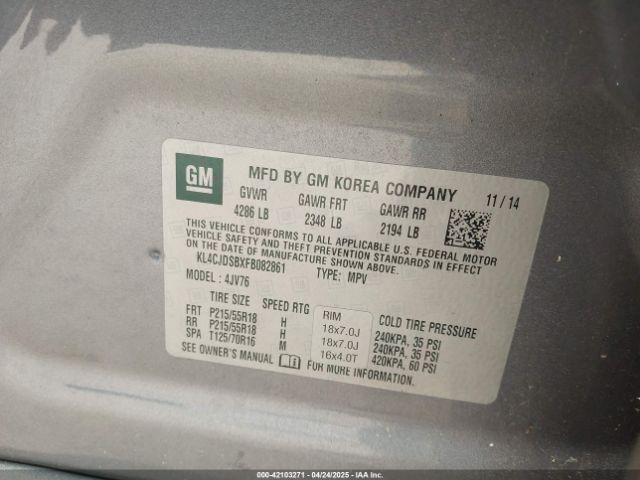 GM
MFD BY GM KOREA COMPANY 11/14
GVWR GAWR FRT GAWR RR
4286 LB 2348 LB 2194 LB
THIS VEHICLE CONFORMS TO ALL APPLICABLE U.S. FEDERAL MOTOR
VEHICLE SAFETY AND THEFT PREVENTION STANDARDS IN EFFECT ON
THE DATE OF MANUFACTURE SHOWN ABOVE.
KL4CJDSBXFB082861 TYPE: MPV
MODEL: 4JV76
TIRE SIZE SPEED RTG RIM COLD TIRE PRESSURE
FRT P215/55R18 H 18x7.0J 240KPA, 35 PSI
RR P215/55R18 H 18x7.0J 240KPA, 35 PSI
SPA T125/70R16 M 16x4.0T 420KPA, 60 PSI
SEE OWNER'S MANUAL FOR MORE INFORMATION.
000-42103271 - 04/24/2025 - IAAI.CA